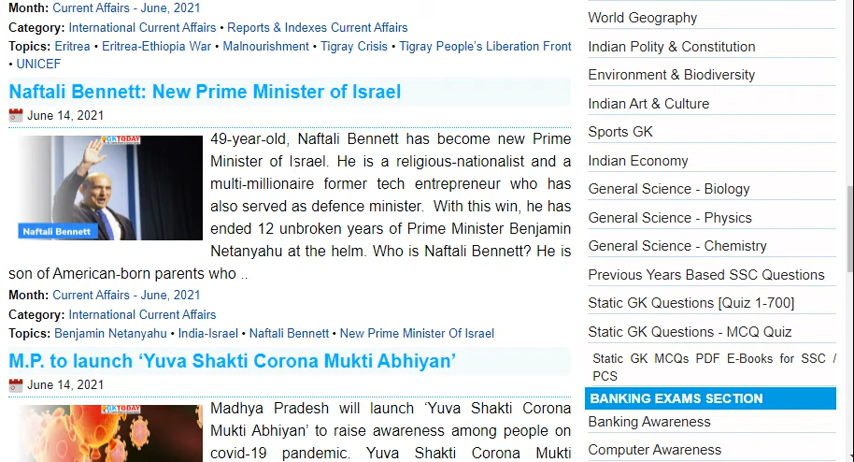 Month: Current Affairs - June, 2021
Category: International Current Affairs • Reports & Indexes Current Affairs
Topics: Eritrea • Eritrea-Ethiopia War • Malnourishment • Tigray Crisis • Tigray People’s Liberation Front
• UNICEF
Naftali Bennett: New Prime Minister of Israel
June 14, 2021
GKTODAY
Naftali Bennett
49-year-old, Naftali Bennett has become new Prime
Minister of Israel. He is a religious-nationalist and a
multi-millionaire former tech entrepreneur who has
also served as defence minister. With this win, he has
ended 12 unbroken years of Prime Minister Benjamin
Netanyahu at the helm. Who is Naftali Bennett? He is
son of American-born parents who ..
Month: Current Affairs - June, 2021
Category: International Current Affairs
Topics: Benjamin Netanyahu • India-Israel • Naftali Bennett • New Prime Minister Of Israel
M.P. to launch ‘Yuva Shakti Corona Mukti Abhiyan’
June 14, 2021
GKTODAY
Madhya Pradesh will launch ‘Yuva Shakti Corona
Mukti Abhiyan’ to raise awareness among people on
covid-19 pandemic. Yuva Shakti Corona Mukti
World Geography
Indian Polity & Constitution
Environment & Biodiversity
Indian Art & Culture
Sports GK
Indian Economy
General Science - Biology
General Science - Physics
General Science - Chemistry
Previous Years Based SSC Questions
Static GK Questions [Quiz 1-700]
Static GK Questions - MCQ Quiz
Static GK MCQs PDF E-Books for SSC /
PCS
BANKING EXAMS SECTION
Banking Awareness
Computer Awareness